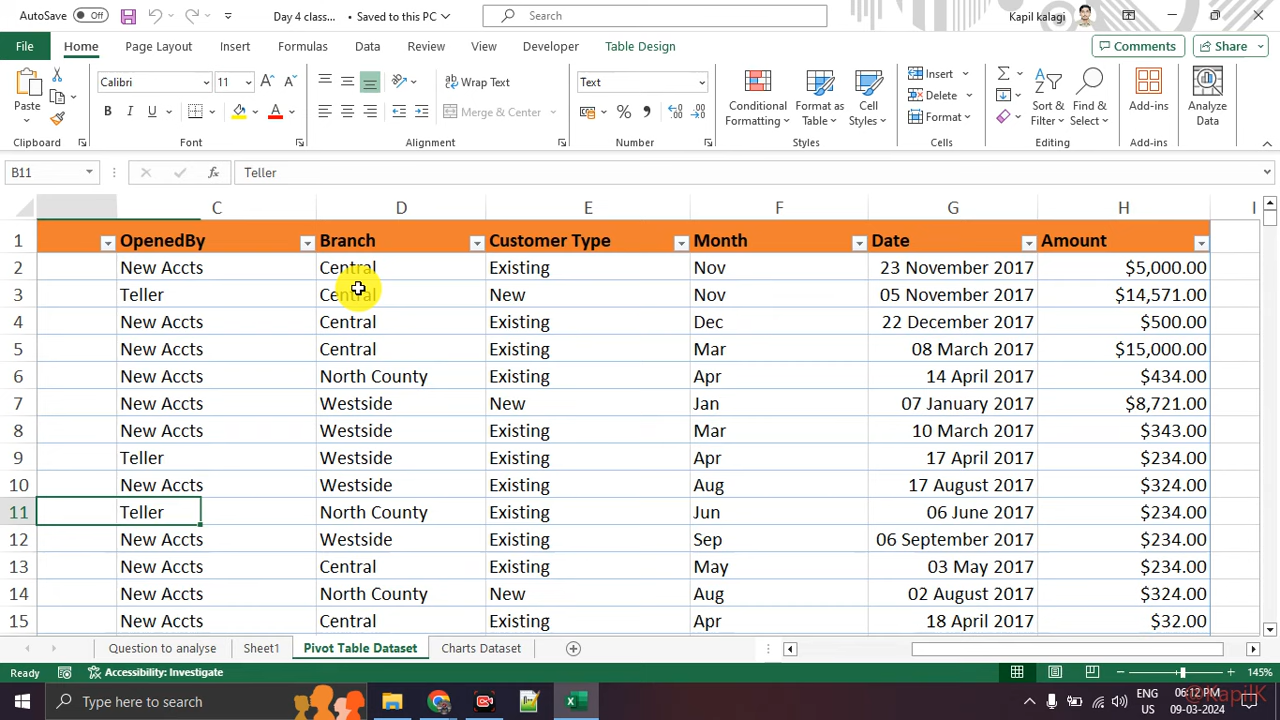 AutoSave Off Day 4 class... • Saved to this PC Search Kapil kalagi
File Home Page Layout Insert Formulas Data Review View Developer Table Design Comments Share
Paste Calibri 11 Wrap Text Text Conditional Formatting Format as Table Cell Styles Insert Sort & Filter Find & Select Add-ins Analyze Data
B I U Merge & Center Delete
Format
Clipboard Font Alignment Number Styles Cells Editing Add-ins
B11 fx Teller
C D E F G H I
1 OpenedBy Branch Customer Type Month Date Amount
2 New Accts Central Existing Nov 23 November 2017 $5,000.00
3 Teller Central New Nov 05 November 2017 $14,571.00
4 New Accts Central Existing Dec 22 December 2017 $500.00
5 New Accts Central Existing Mar 08 March 2017 $15,000.00
6 New Accts North County Existing Apr 14 April 2017 $434.00
7 New Accts Westside New Jan 07 January 2017 $8,721.00
8 New Accts Westside Existing Mar 10 March 2017 $343.00
9 Teller Westside Existing Apr 17 April 2017 $234.00
10 New Accts Westside Existing Aug 17 August 2017 $324.00
11 Teller North County Existing Jun 06 June 2017 $234.00
12 New Accts Westside Existing Sep 06 September 2017 $234.00
13 New Accts Central Existing May 03 May 2017 $234.00
14 New Accts North County New Aug 02 August 2017 $324.00
15 New Accts Central Existing Apr 18 April 2017 $32.00
Question to analyse Sheet1 Pivot Table Dataset Charts Dataset
Ready Accessibility: Investigate 145%
Type here to search ENG US 06:12 PM 09-03-2024
@KapilK